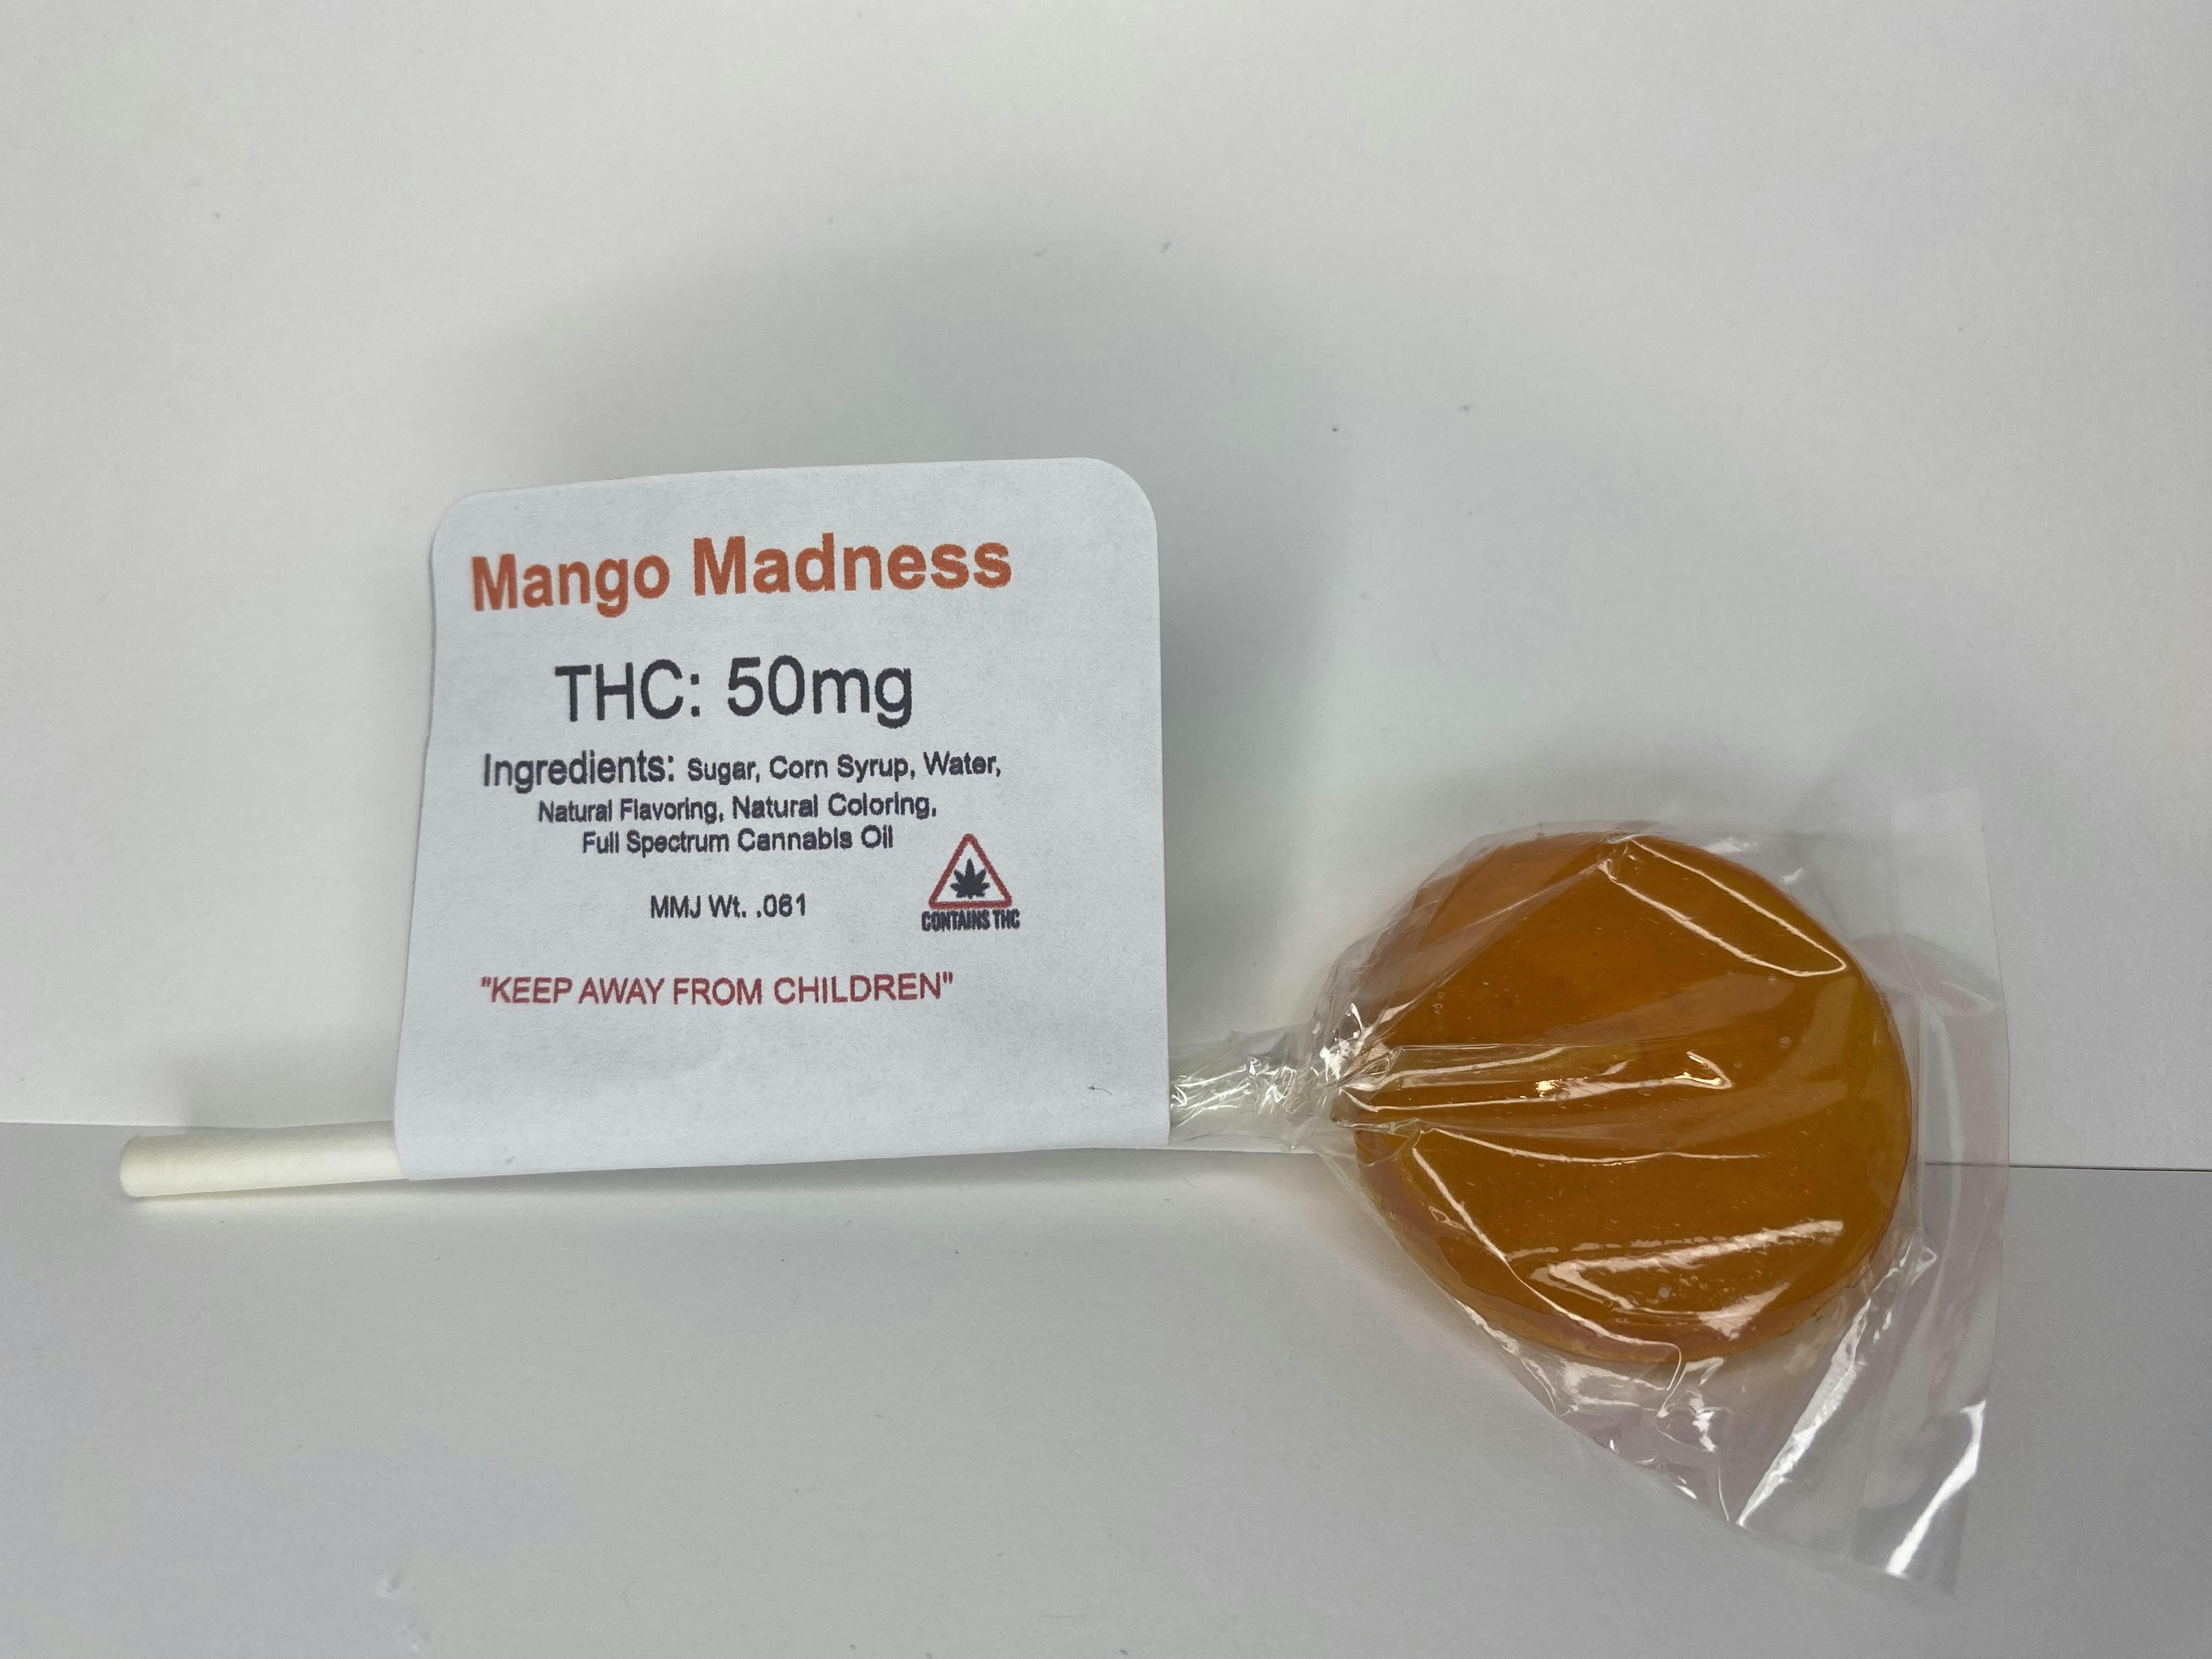 Mango Madness
THC: 50mg
Ingredients: Sugar, Corn Syrup, Water,
Natural Flavoring, Natural Coloring,
Full Spectrum Cannabis Oil
MMJ Wt. .061
CONTAINS THC
"KEEP AWAY FROM CHILDREN"